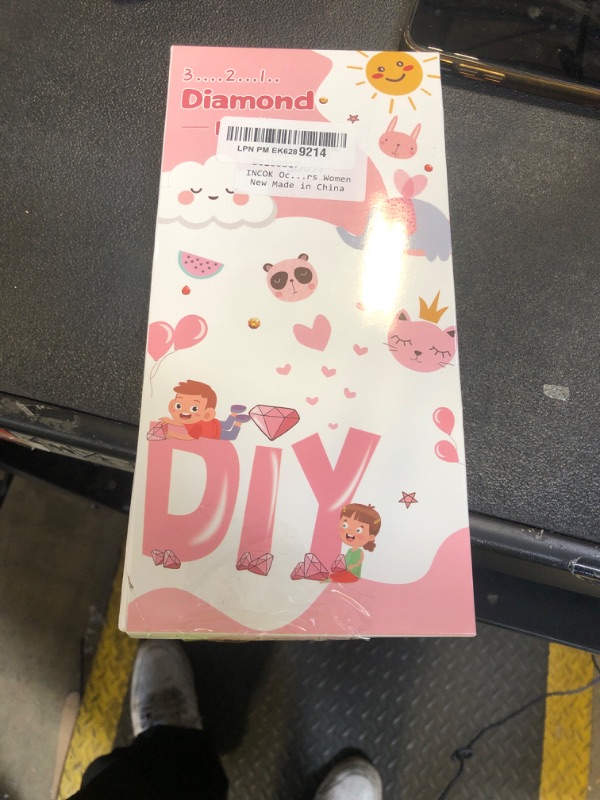 3....2...1..
Diamond
LPN PM EK628 9214
INCOK Oc...rs Women
New Made in China
DIY